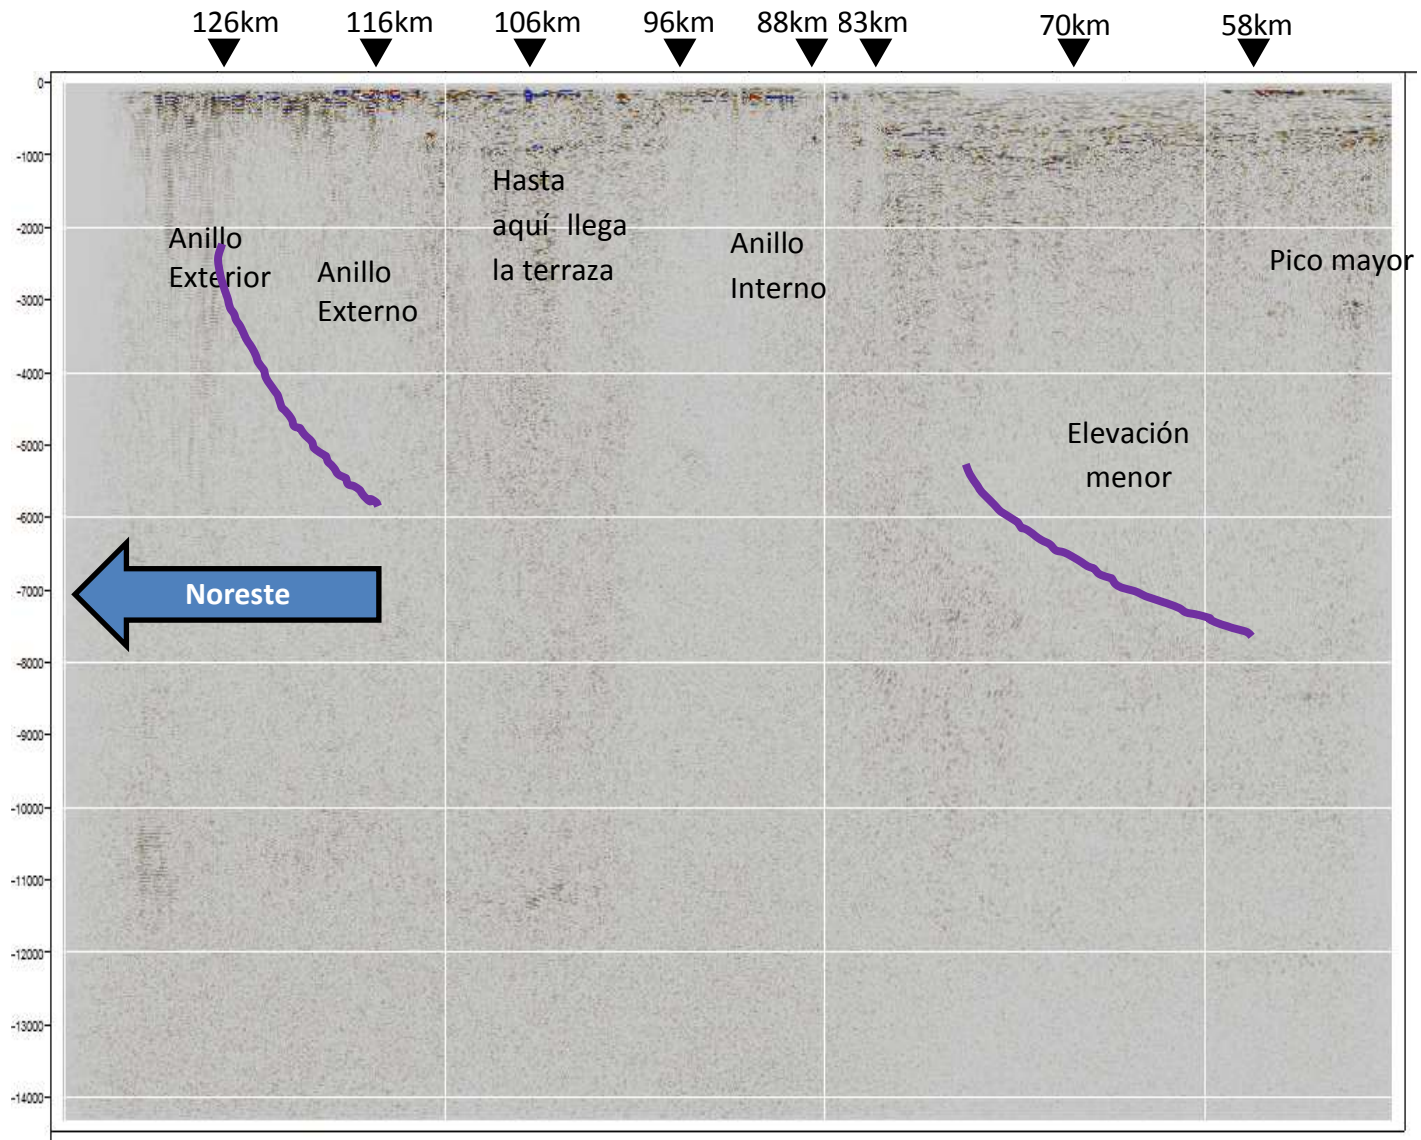 126km 116km 106km 96km 88km 83km 70km 58km
0
-1000
-2000
-3000
-4000
-5000
-6000
-7000
-8000
-9000
-10000
-11000
-12000
-13000
-14000
Anillo
Exterior
Anillo
Externo
Hasta
aquí llega
la terraza
Anillo
Interno
Pico mayor
Elevación
menor
Noreste